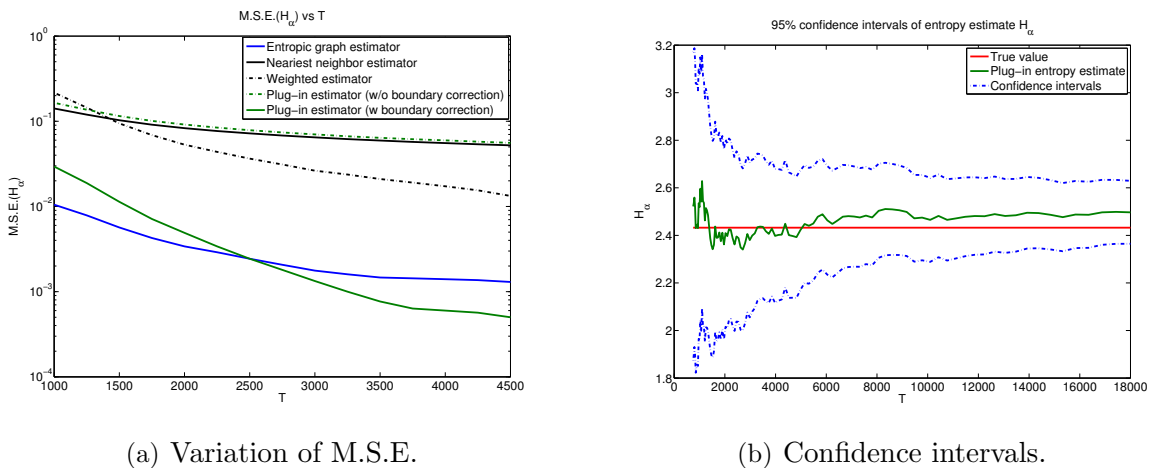 M.S.E.(Hα) vs T
10^0
10^-1
10^-2
10^-3
10^-4
M.S.E.(Hα)
Entropic graph estimator
Neariest neighbor estimator
Weighted estimator
Plug-in estimator (w/o boundary correction)
Plug-in estimator (w boundary correction)
1000 1500 2000 2500 3000 3500 4000 4500
T
(a) Variation of M.S.E.
95% confidence intervals of entropy estimate Hα
3.2
3
2.8
2.6
2.4
2.2
2
1.8
Hα
True value
Plug-in entropy estimate
Confidence intervals
0 2000 4000 6000 8000 10000 12000 14000 16000 18000
T
(b) Confidence intervals.